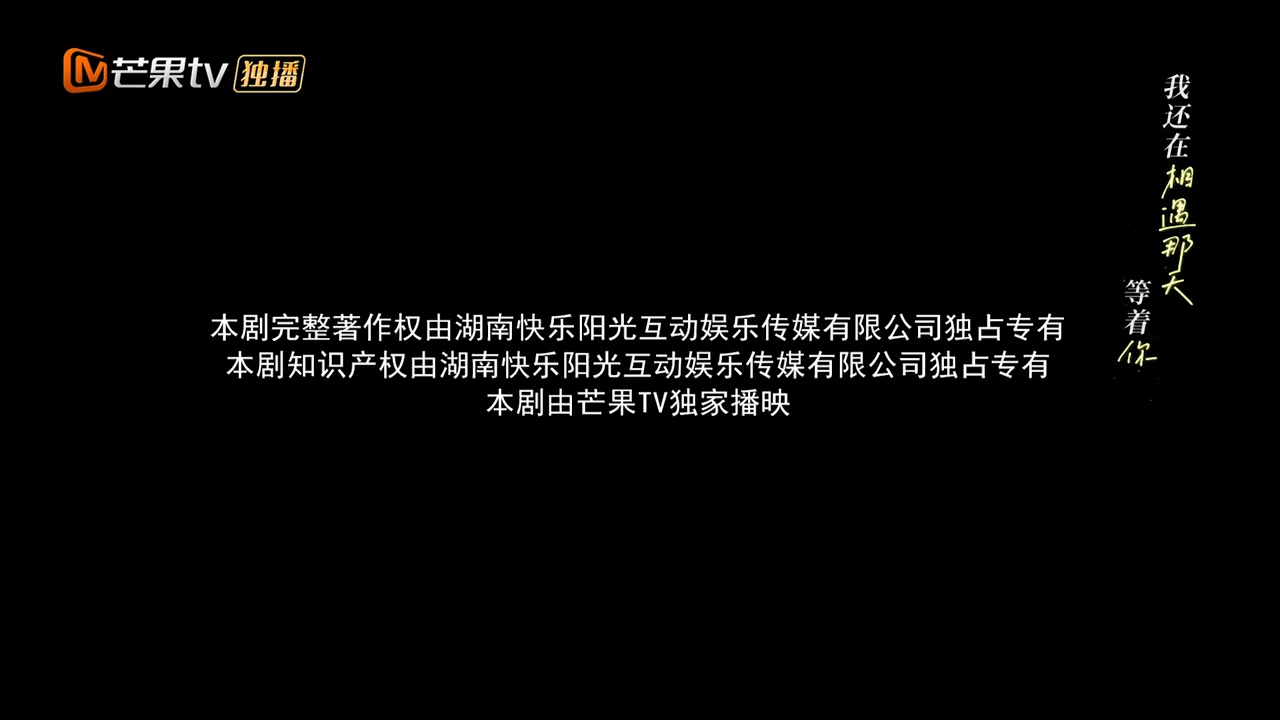 芒果tv 独播
我还在相遇那天
等着你
本剧完整著作权由湖南快乐阳光互动娱乐传媒有限公司独占专有
本剧知识产权由湖南快乐阳光互动娱乐传媒有限公司独占专有
本剧由芒果TV独家播映